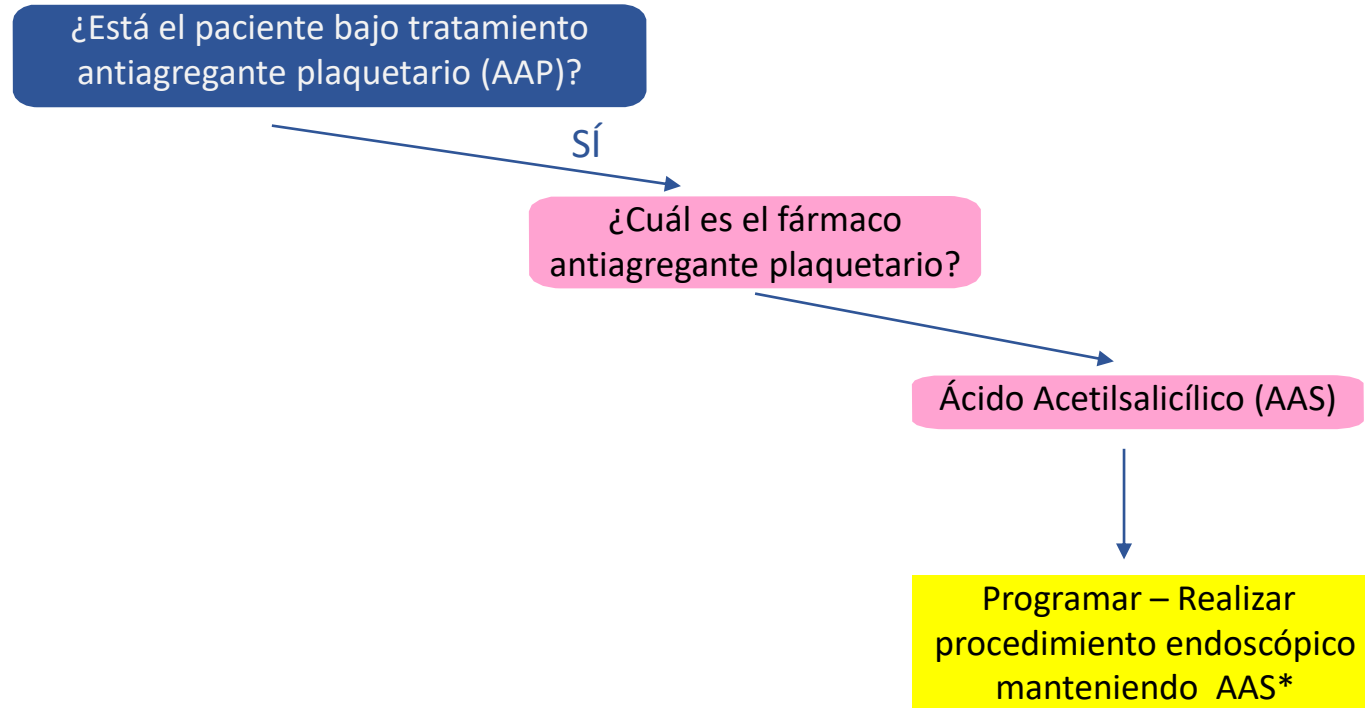 ¿Está el paciente bajo tratamiento
antiagregante plaquetario (AAP)?
SÍ
¿Cuál es el fármaco
antiagregante plaquetario?
Ácido Acetilsalicílico (AAS)
Programar – Realizar
procedimiento endoscópico
manteniendo AAS*